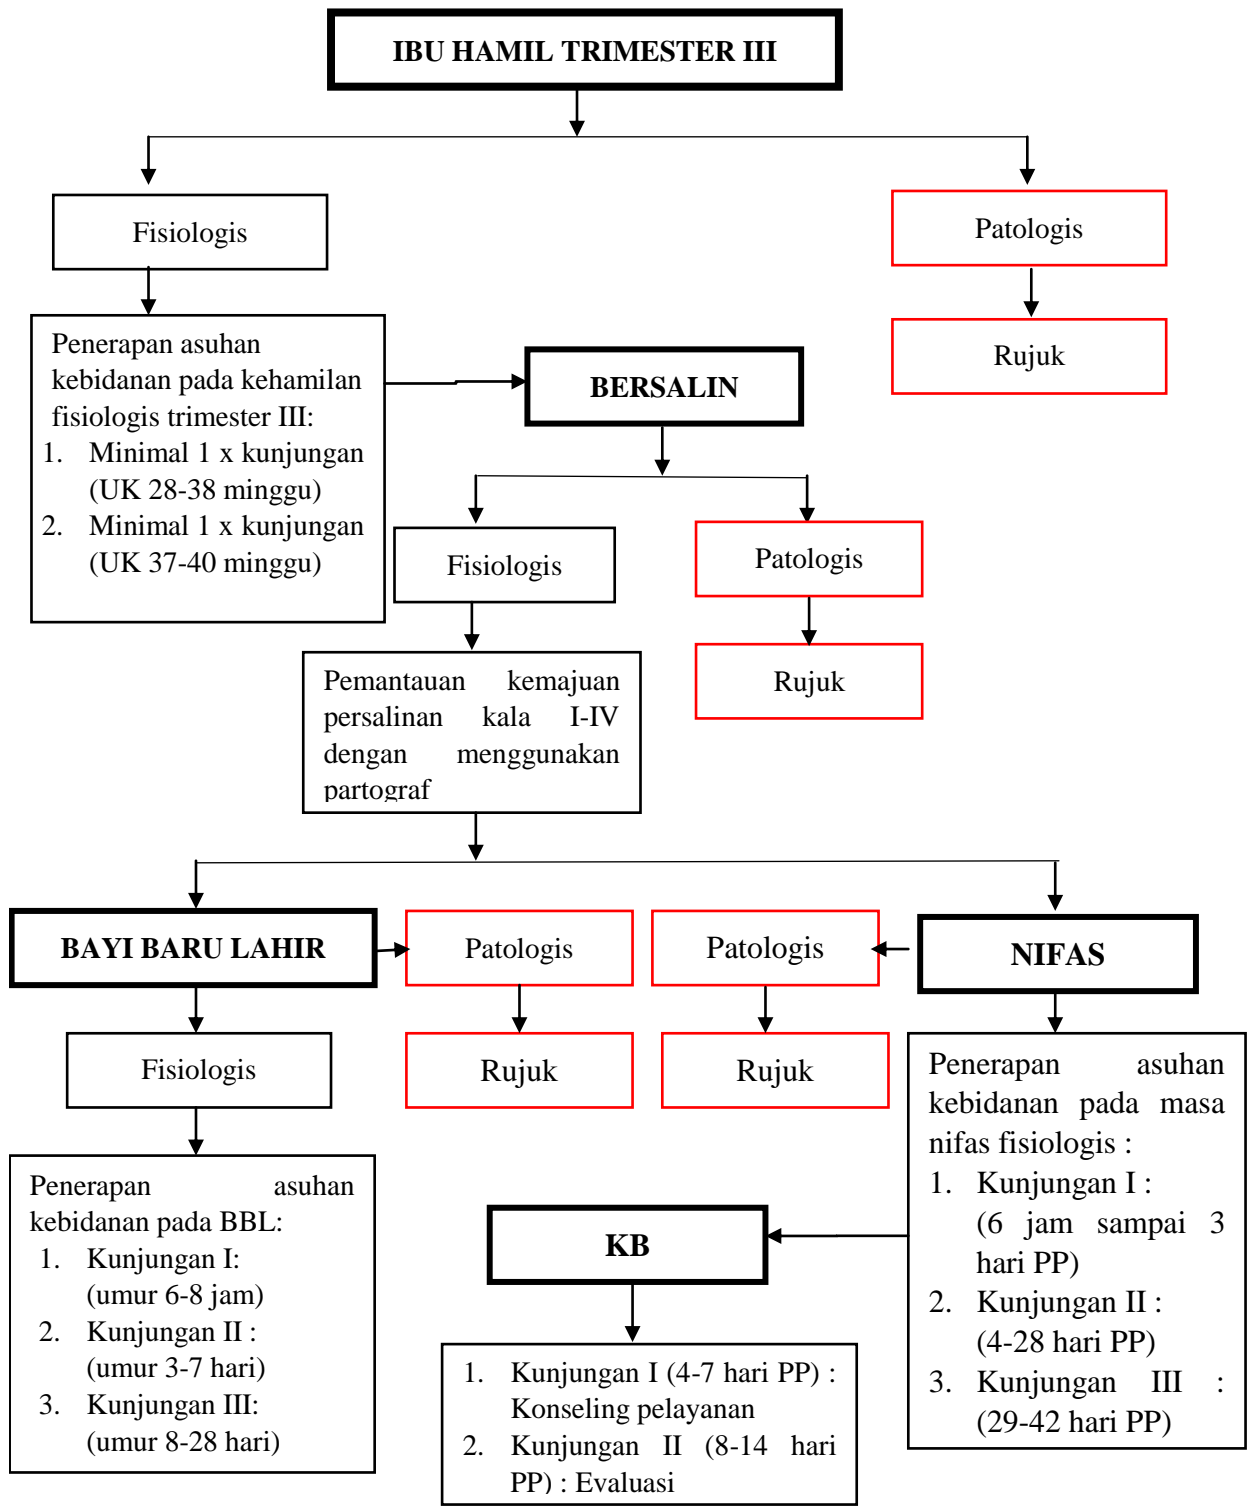 IBU HAMIL TRIMESTER III
Fisiologis
Patologis
Rujuk
Penerapan asuhan
kebidanan pada kehamilan
fisiologis trimester III:
1. Minimal 1 x kunjungan
(UK 28-38 minggu)
2. Minimal 1 x kunjungan
(UK 37-40 minggu)
BERSALIN
Fisiologis
Patologis
Rujuk
Pemantauan kemajuan
persalinan kala I-IV
dengan menggunakan
partograf
BAYI BARU LAHIR
Patologis
Patologis
NIFAS
Fisiologis
Rujuk
Rujuk
Penerapan asuhan
kebidanan pada BBL:
1. Kunjungan I:
(umur 6-8 jam)
2. Kunjungan II :
(umur 3-7 hari)
3. Kunjungan III:
(umur 8-28 hari)
Penerapan asuhan
kebidanan pada masa
nifas fisiologis :
1. Kunjungan I :
(6 jam sampai 3
hari PP)
2. Kunjungan II :
(4-28 hari PP)
3. Kunjungan III :
(29-42 hari PP)
KB
1. Kunjungan I (4-7 hari PP) :
Konseling pelayanan
2. Kunjungan II (8-14 hari
PP) : Evaluasi